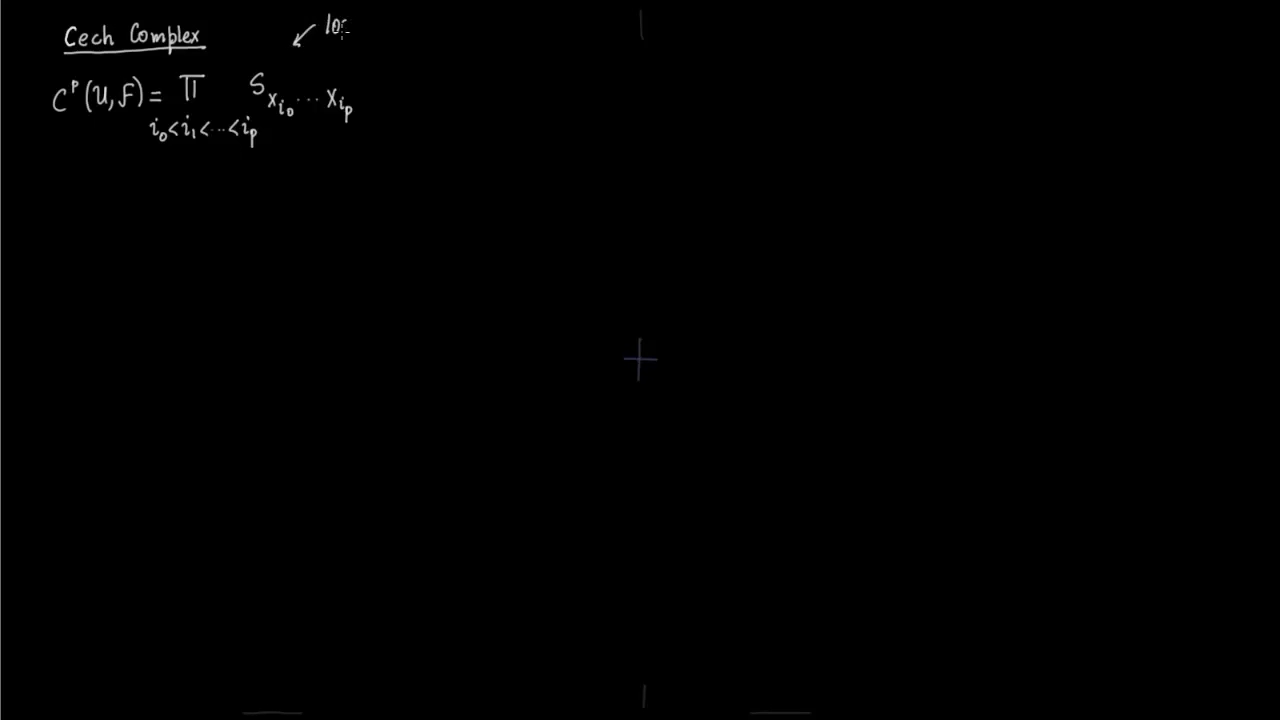 Cech Complex
C^p(U,F) = ∏_{i_0<i_1<⋯<i_p} S_{x_{i_0}⋯x_{i_p}}